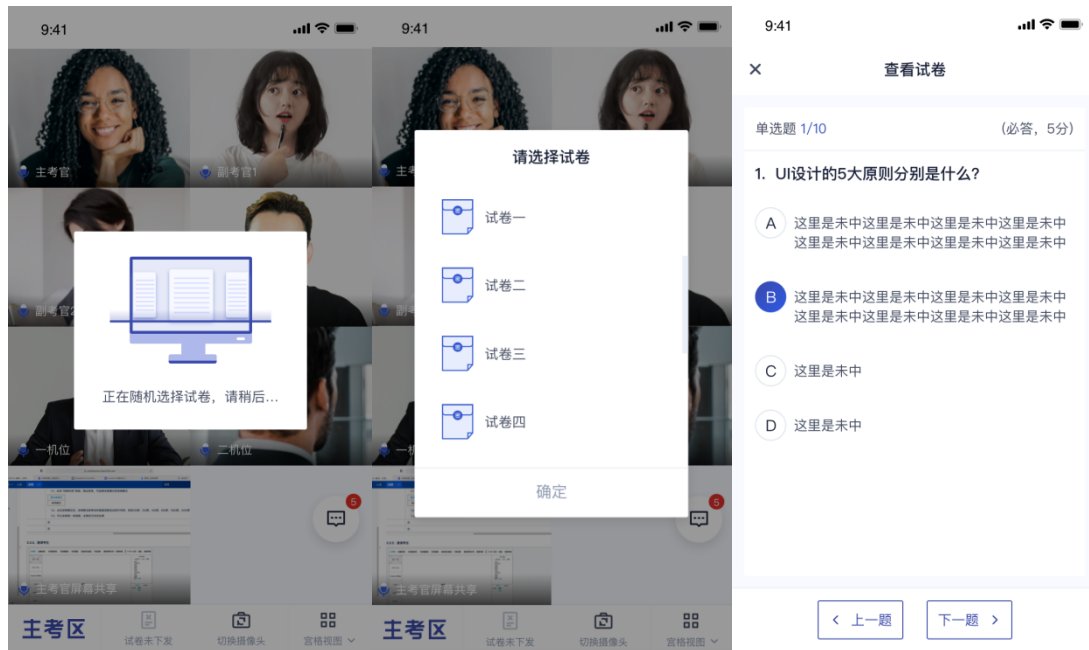 9:41
主考官
副考官1
副考官2
正在随机选择试卷，请稍后...
一机位
二机位
5
主考官屏幕共享
主考区
试卷未下发
切换摄像头
宫格视图
9:41
主考
请选择试卷
试卷一
试卷二
试卷三
试卷四
确定
副考
一机
5
主考官屏幕共享
主考区
试卷未下发
切换摄像头
宫格视图
9:41
查看试卷
单选题 1/10
(必答，5分)
1. UI设计的5大原则分别是什么?
A 这里是未中这里是未中这里是未中这里是未中
这里是未中这里是未中这里是未中这里是未中
B 这里是未中这里是未中这里是未中这里是未中
这里是未中这里是未中这里是未中这里是未中
C 这里是未中
D 这里是未中
上一题
下一题